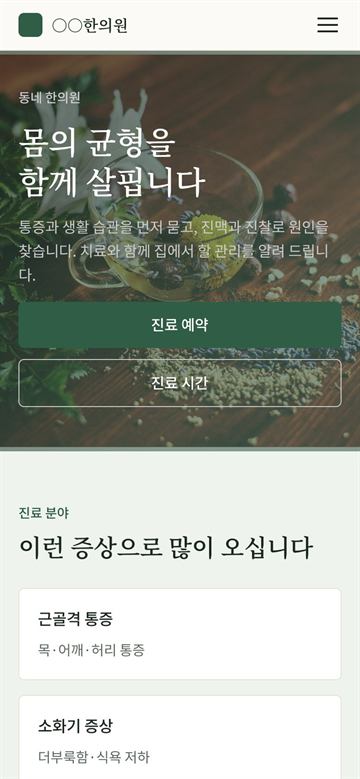 ○○한의원
동네 한의원
몸의 균형을
함께 살핍니다
통증과 생활 습관을 먼저 묻고, 진맥과 진찰로 원인을
찾습니다. 치료와 함께 집에서 할 관리를 알려 드립니
다.
진료 예약
진료 시간
진료 분야
이런 증상으로 많이 오십니다
근골격 통증
목·어깨·허리 통증
소화기 증상
더부룩함·식욕 저하